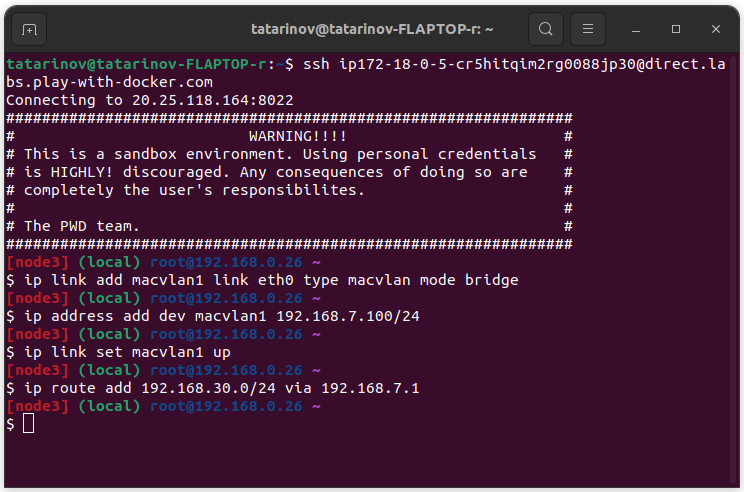 tatarinov@tatarinov-FLAPTOP-r: ~
tatarinov@tatarinov-FLAPTOP-r:~$ ssh ip172-18-0-5-cr5hitqim2rg0088jp30@direct.la
bs.play-with-docker.com
Connecting to 20.25.118.164:8022
###############################################################
#                          WARNING!!!!                        #
# This is a sandbox environment. Using personal credentials   #
# is HIGHLY! discouraged. Any consequences of doing so are    #
# completely the user's responsibilites.                      #
#                                                             #
# The PWD team.                                               #
###############################################################
[node3] (local) root@192.168.0.26 ~
$ ip link add macvlan1 link eth0 type macvlan mode bridge
[node3] (local) root@192.168.0.26 ~
$ ip address add dev macvlan1 192.168.7.100/24
[node3] (local) root@192.168.0.26 ~
$ ip link set macvlan1 up
[node3] (local) root@192.168.0.26 ~
$ ip route add 192.168.30.0/24 via 192.168.7.1
[node3] (local) root@192.168.0.26 ~
$